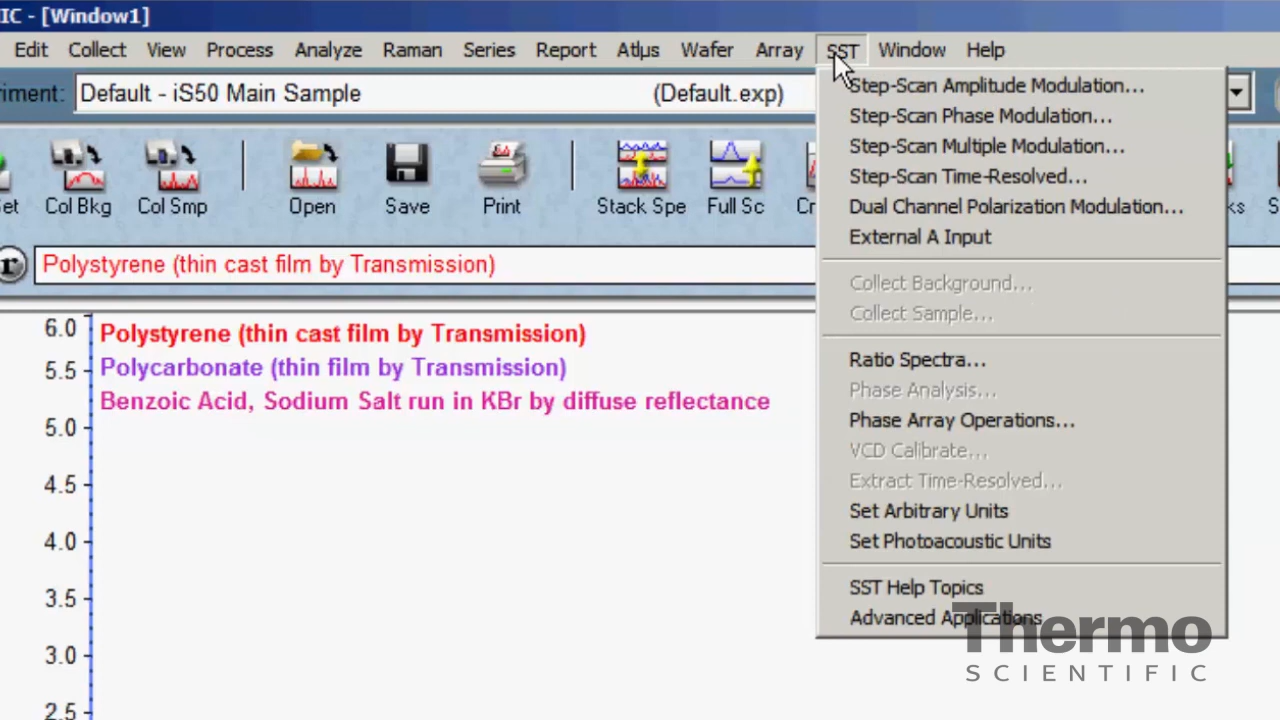 IC - [Window1]
Edit Collect View Process Analyze Raman Series Report Atlµs Wafer Array SST Window Help
iment: Default - iS50 Main Sample (Default.exp)
et Col Bkg Col Smp Open Save Print Stack Spe Full Sc Cr ks S
r Polystyrene (thin cast film by Transmission)
Step-Scan Amplitude Modulation...
Step-Scan Phase Modulation...
Step-Scan Multiple Modulation...
Step-Scan Time-Resolved...
Dual Channel Polarization Modulation...
External A Input
Collect Background...
Collect Sample...
Ratio Spectra...
Phase Analysis...
Phase Array Operations...
VCD Calibrate...
Extract Time-Resolved...
Set Arbitrary Units
Set Photoacoustic Units
SST Help Topics
Advanced Applications
6.0
Polystyrene (thin cast film by Transmission)
Polycarbonate (thin film by Transmission)
5.5
Benzoic Acid, Sodium Salt run in KBr by diffuse reflectance
5.0
4.5
4.0
3.5
3.0
2.5
Thermo
SCIENTIFIC